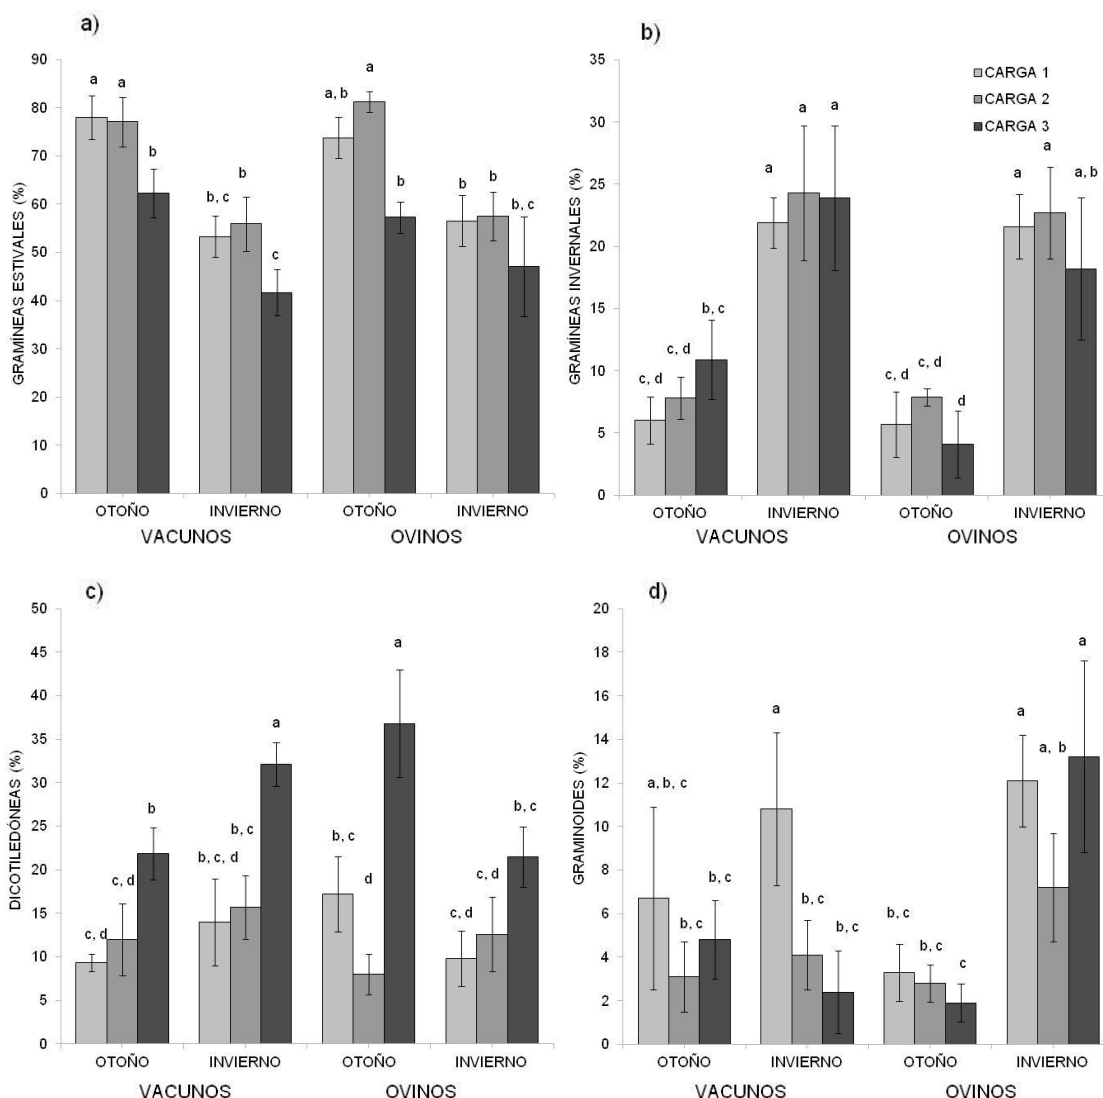 a)
90
80
70
60
50
40
30
20
10
0
GRAMÍNEAS ESTIVALES (%)
a a b b, c b c a, b a b b b b, c
OTOÑO INVIERNO OTOÑO INVIERNO
VACUNOS OVINOS
b)
35
30
25
20
15
10
5
0
GRAMÍNEAS INVERNALES (%)
CARGA 1
CARGA 2
CARGA 3
c, d c, d b, c a a a c, d c, d d a a a, b
OTOÑO INVIERNO OTOÑO INVIERNO
VACUNOS OVINOS
c)
50
45
40
35
30
25
20
15
10
5
0
DICOTILEDÓNEAS (%)
c, d c, d b b, c, d b, c a b, c d a c, d c, d b, c
OTOÑO INVIERNO OTOÑO INVIERNO
VACUNOS OVINOS
d)
20
18
16
14
12
10
8
6
4
2
0
GRAMINOIDES (%)
a, b, c b, c b, c a b, c b, c b, c b, c c a a, b a
OTOÑO INVIERNO OTOÑO INVIERNO
VACUNOS OVINOS